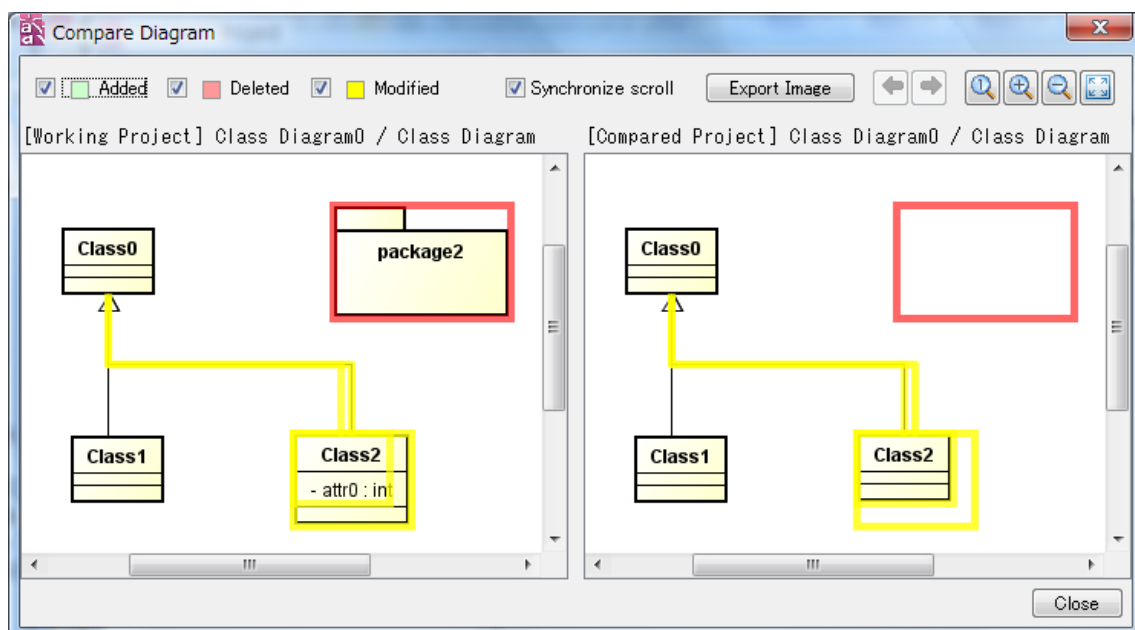 Compare Diagram
Added Deleted Modified Synchronize scroll Export Image
[Working Project] Class Diagram0 / Class Diagram
[Compared Project] Class Diagram0 / Class Diagram
Class0
package2
Class1
Class2
- attr0 : int
Class0
Class1
Class2
Close